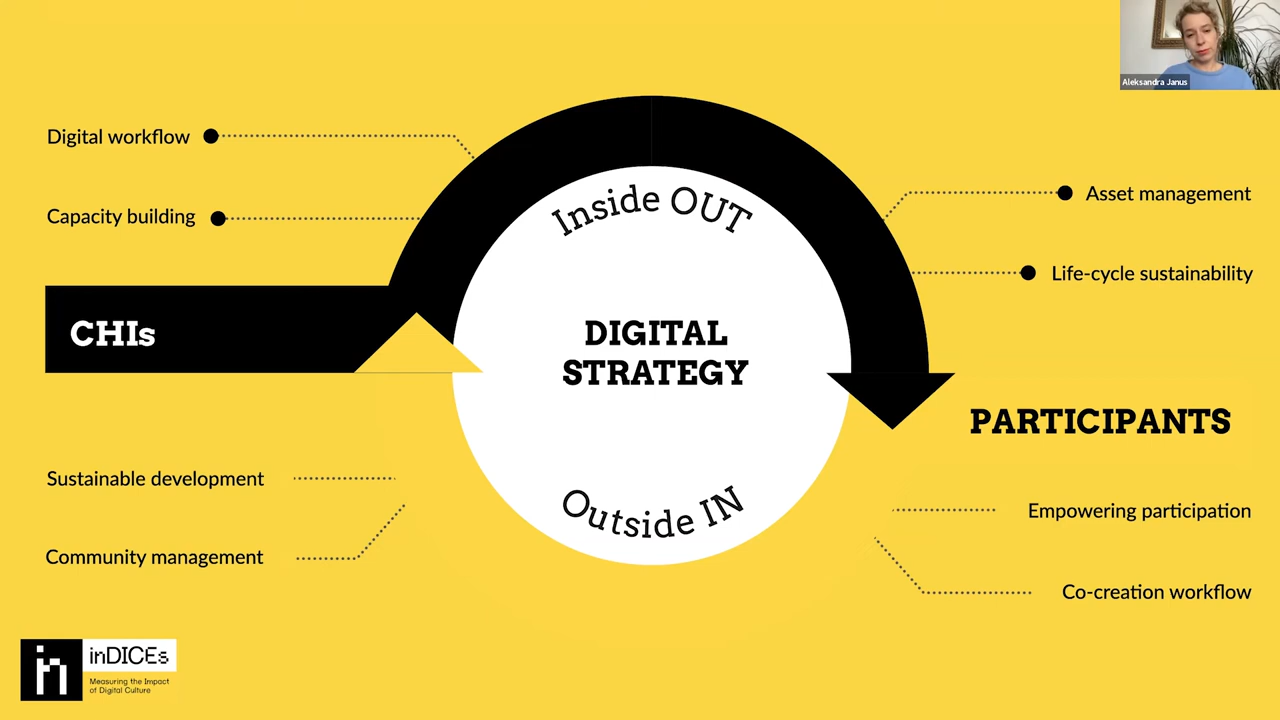 Aleksandra Janus
Digital workflow
Capacity building
Asset management
Life-cycle sustainability
Inside OUT
CHIs
DIGITAL
STRATEGY
PARTICIPANTS
Outside IN
Sustainable development
Community management
Empowering participation
Co-creation workflow
in
inDICEs
Measuring the Impact
of Digital Culture